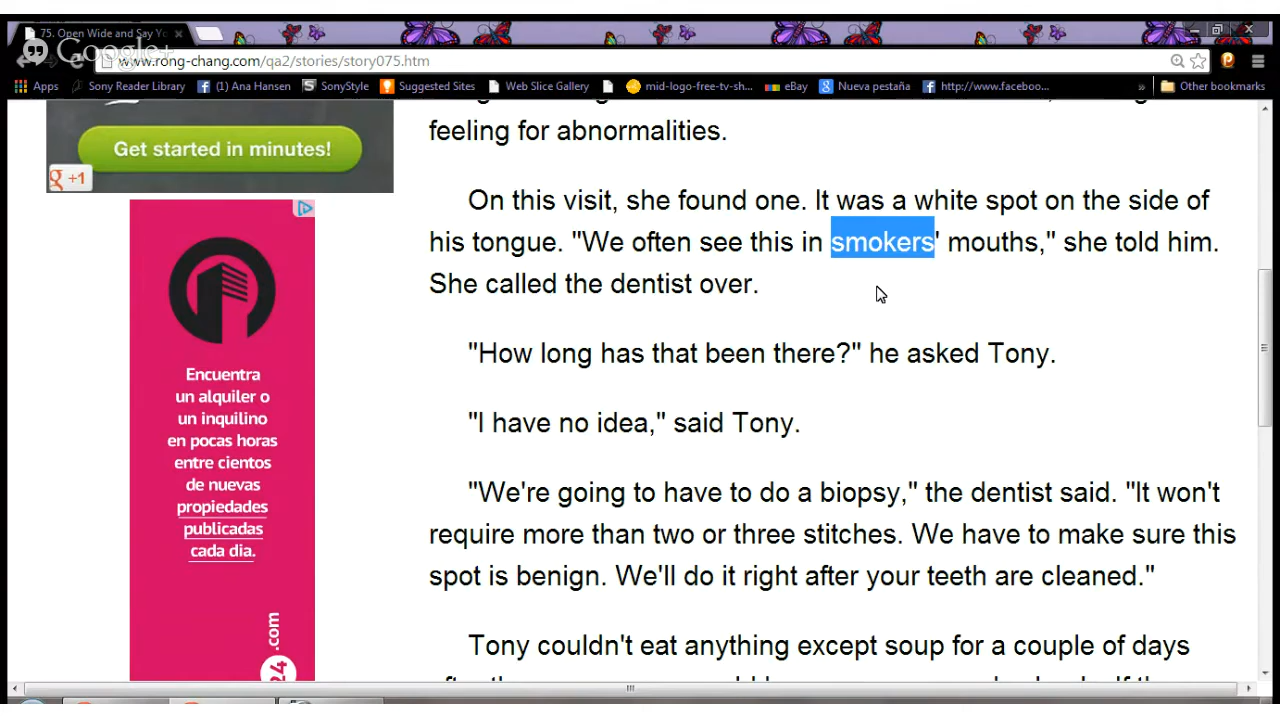 75. Open Wide and Say Yo
Google+
www.rong-chang.com/qa2/stories/story075.htm
Apps Sony Reader Library (1) Ana Hansen SonyStyle Suggested Sites Web Slice Gallery mid-logo-free-tv-sh... eBay Nueva pestaña http://www.faceboo... » Other bookmarks
Get started in minutes!
g +1
Encuentra
un alquiler o
un inquilino
en pocas horas
entre cientos
de nuevas
propiedades
publicadas
cada dia.
24.com
feeling for abnormalities.
On this visit, she found one. It was a white spot on the side of
his tongue. "We often see this in smokers' mouths," she told him.
She called the dentist over.
"How long has that been there?" he asked Tony.
"I have no idea," said Tony.
"We're going to have to do a biopsy," the dentist said. "It won't
require more than two or three stitches. We have to make sure this
spot is benign. We'll do it right after your teeth are cleaned."
Tony couldn't eat anything except soup for a couple of days